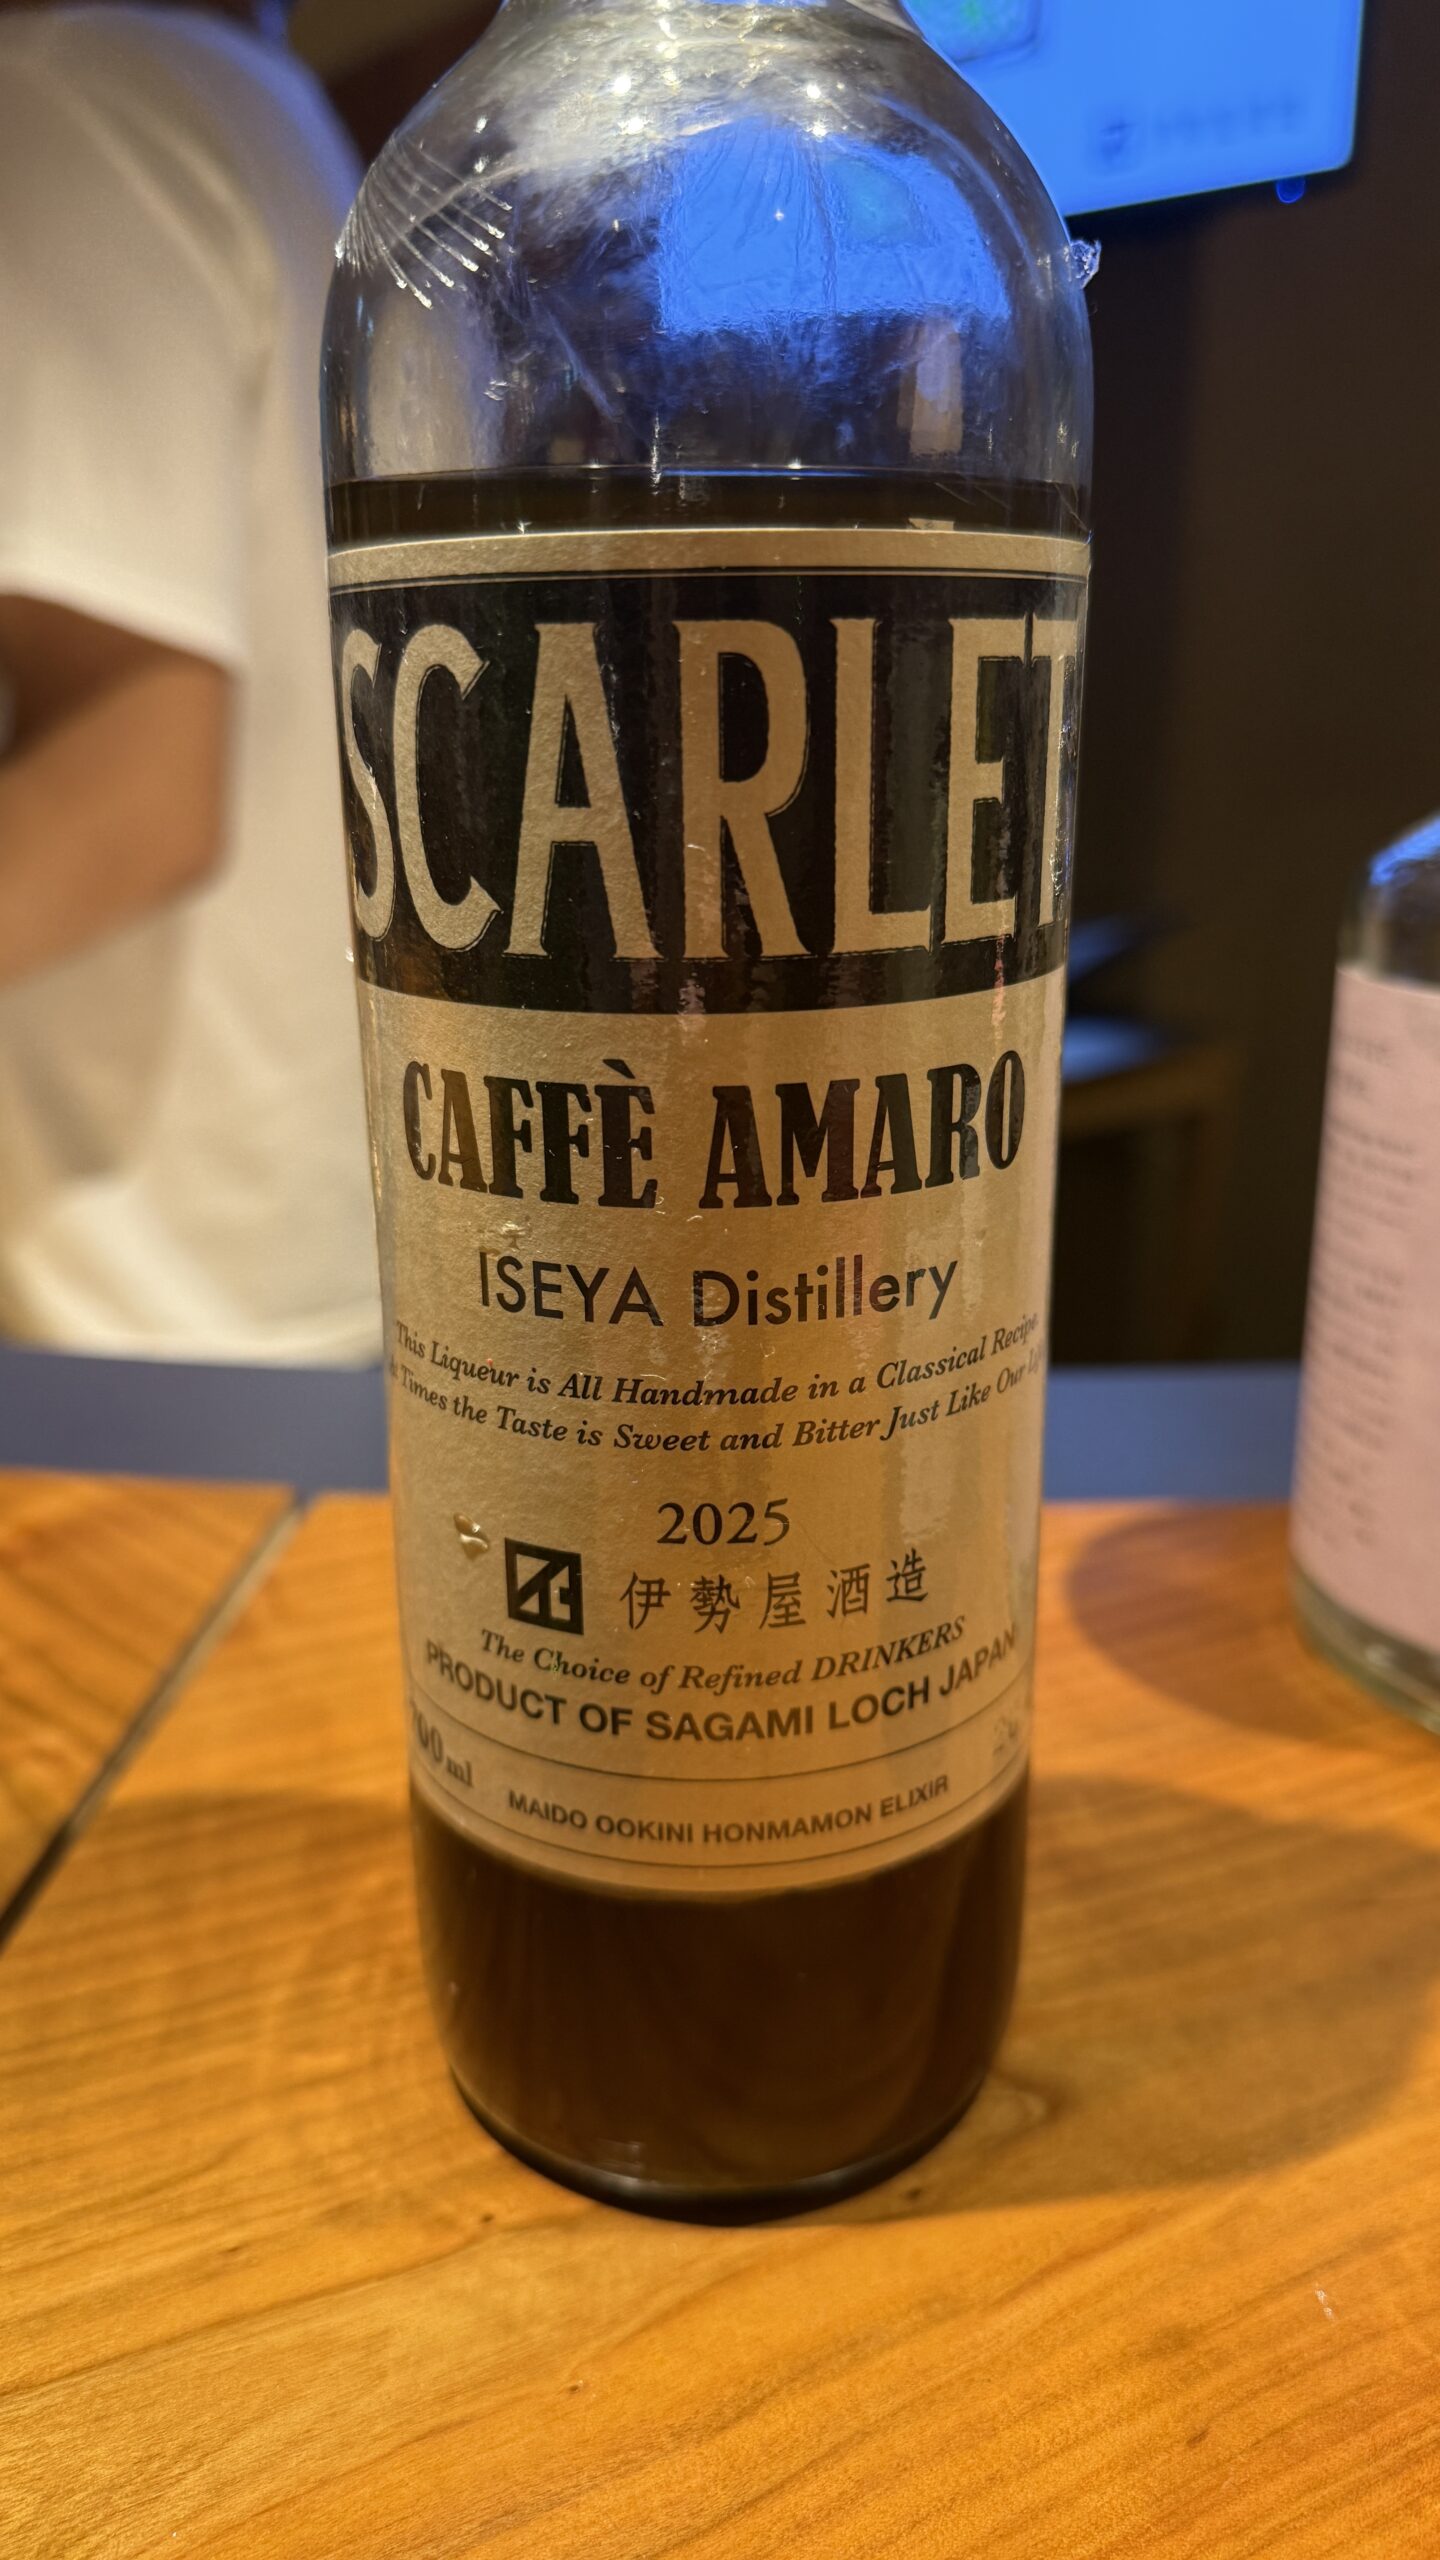 SCARLET
CAFFÈ AMARO
ISEYA Distillery
This Liqueur is All Handmade in a Classical Recipe.
Times the Taste is Sweet and Bitter Just Like Our
2025
伊勢屋酒造
The Choice of Refined DRINKERS
PRODUCT OF SAGAMI LOCH JAPAN
700ml
MAIDO OOKINI HONMAMON ELIXIR